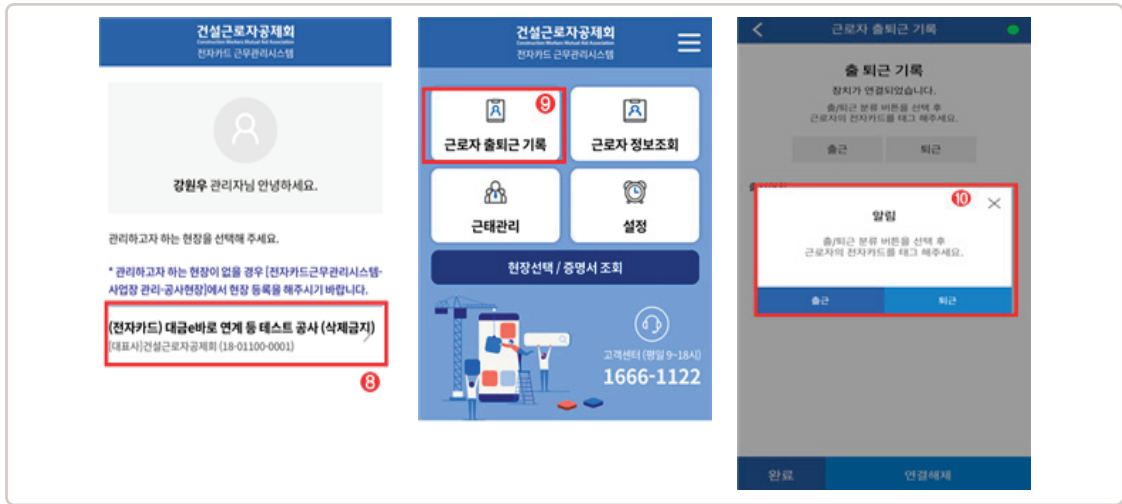 건설근로자공제회
Construction Workers Mutual Aid Association
전자카드 근무관리시스템
강원우 관리자님 안녕하세요.
관리하고자 하는 현장을 선택해 주세요.
* 관리하고자 하는 현장이 없을 경우 [전자카드근무관리시스템-
사업장 관리-공사현장]에서 현장 등록을 해주시기 바랍니다.
(전자카드) 대금e바로 연계 등 테스트 공사 (삭제금지)
[대표사]건설근로자공제회 (18-01100-0001)
8
건설근로자공제회
Construction Workers Mutual Aid Association
전자카드 근무관리시스템
9
근로자 출퇴근 기록
근로자 정보조회
근태관리
설정
현장선택 / 증명서 조회
고객센터 (평일 9~18시)
1666-1122
근로자 출퇴근 기록
출 퇴근 기록
장치가 연결되었습니다.
출/퇴근 분류 버튼을 선택 후
근로자의 전자카드를 태그 해주세요.
출근
퇴근
10
알림
출/퇴근 분류 버튼을 선택 후
근로자의 전자카드를 태그 해주세요.
출근
퇴근
완료
연결해제